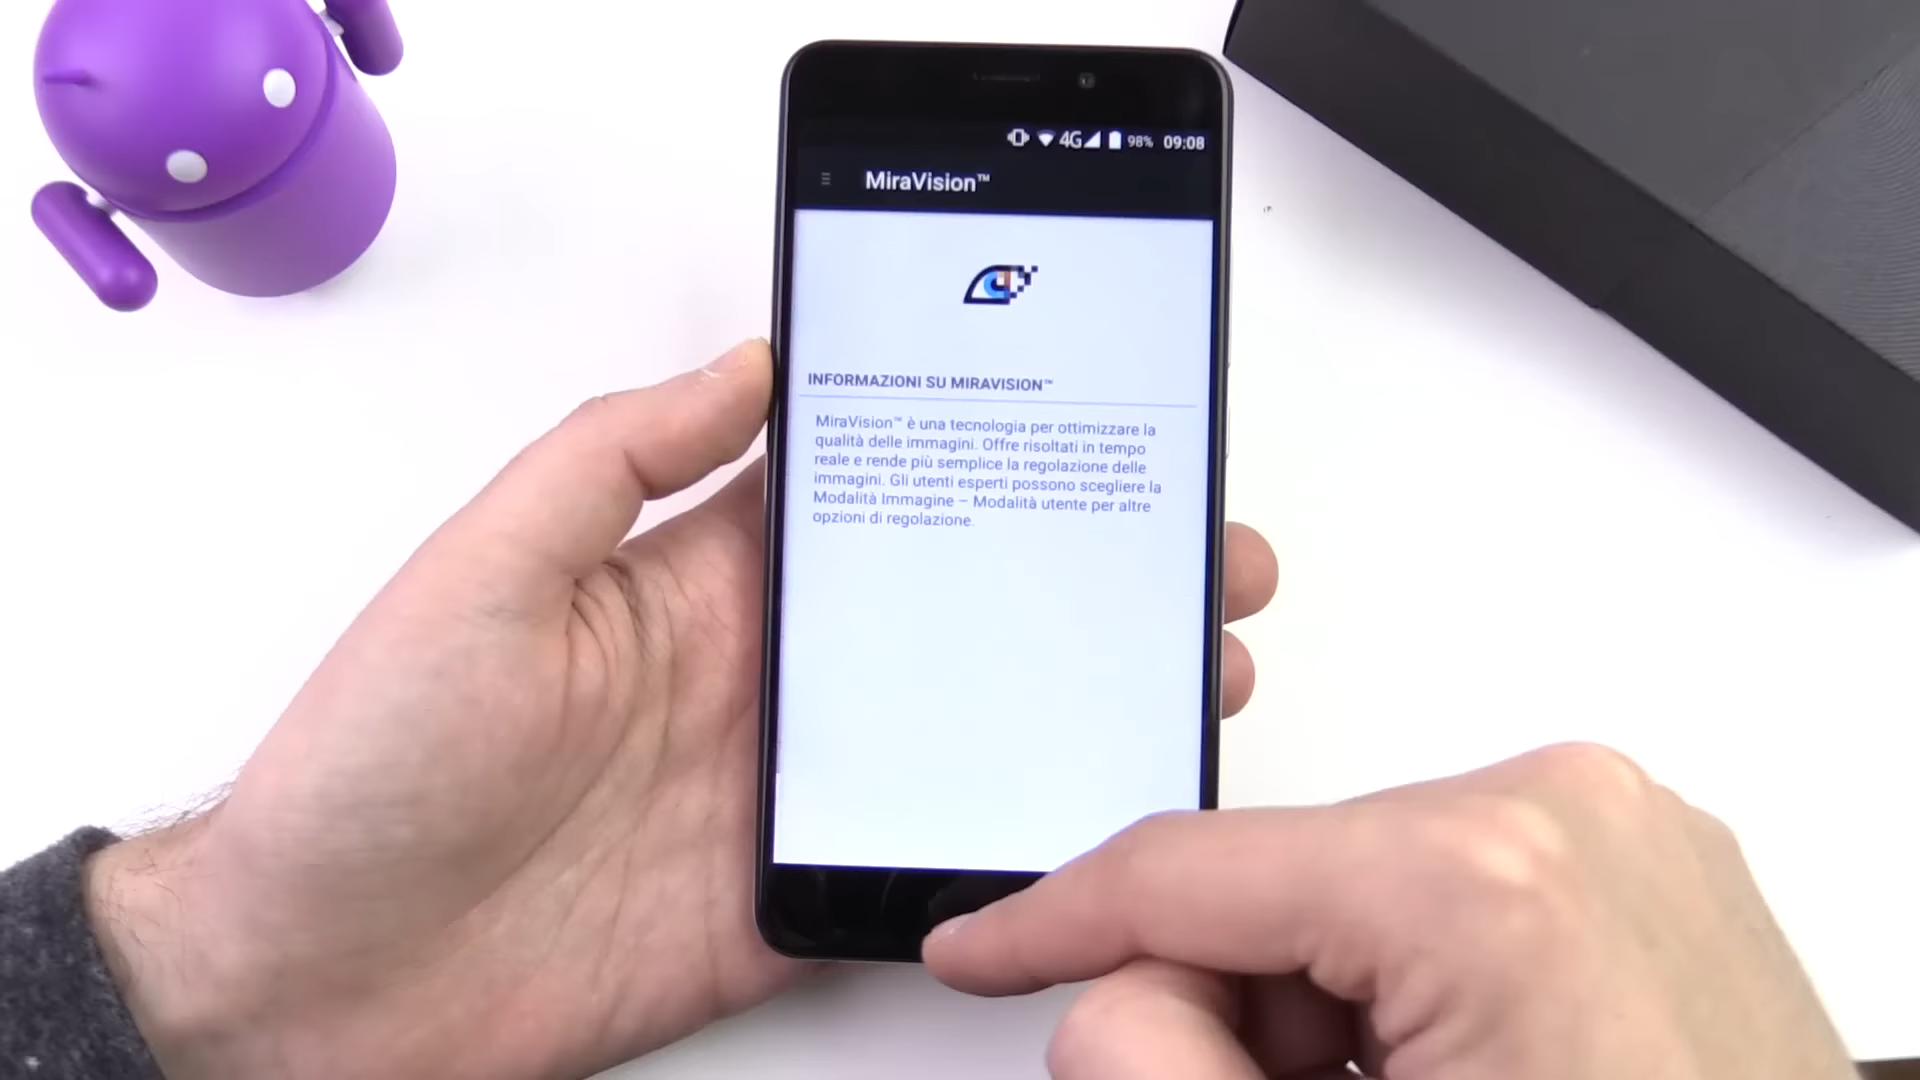 4G 98% 09:08
MiraVision™
INFORMAZIONI SU MIRAVISION™
MiraVision™ è una tecnologia per ottimizzare la
qualità delle immagini. Offre risoltati in tempo
reale e rende più semplice la regolazione delle
immagini. Gli utenti esperti possono scegliere la
Modalità Immagine – Modalità utente per altre
opzioni di regolazione.